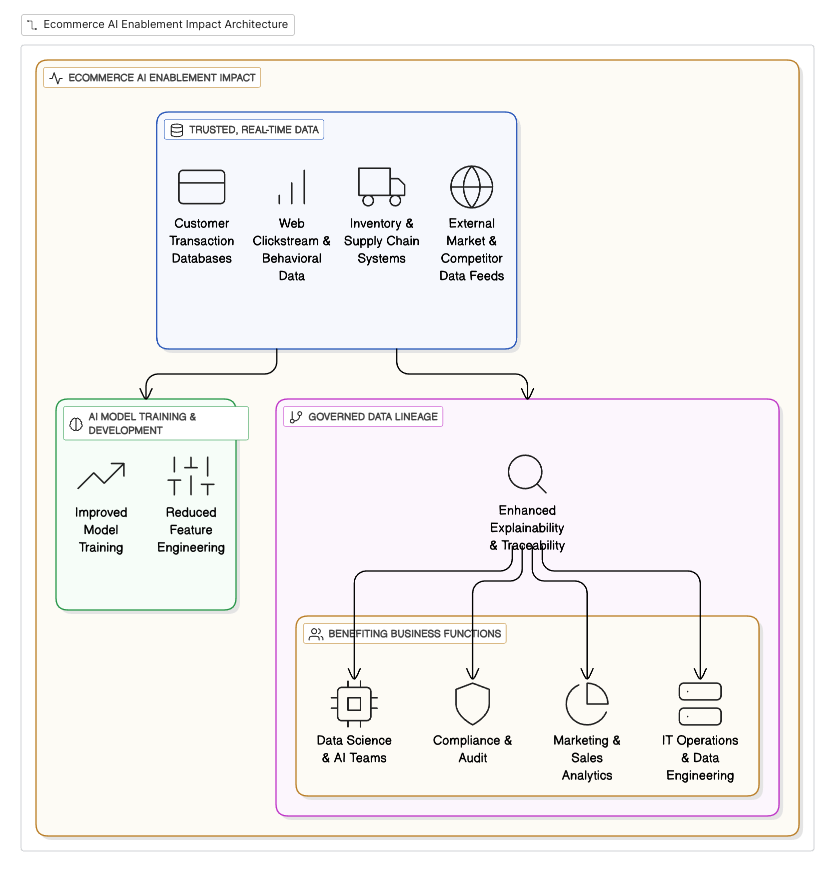 Ecommerce AI Enablement Impact Architecture
ECOMMERCE AI ENABLEMENT IMPACT
TRUSTED, REAL-TIME DATA
Customer
Transaction
Databases
Web
Clickstream &
Behavioral
Data
Inventory &
Supply Chain
Systems
External
Market &
Competitor
Data Feeds
AI MODEL TRAINING &
DEVELOPMENT
Improved
Model
Training
Reduced
Feature
Engineering
GOVERNED DATA LINEAGE
Enhanced
Explainability
& Traceability
BENEFITING BUSINESS FUNCTIONS
Data Science
& AI Teams
Compliance &
Audit
Marketing &
Sales
Analytics
IT Operations
& Data
Engineering